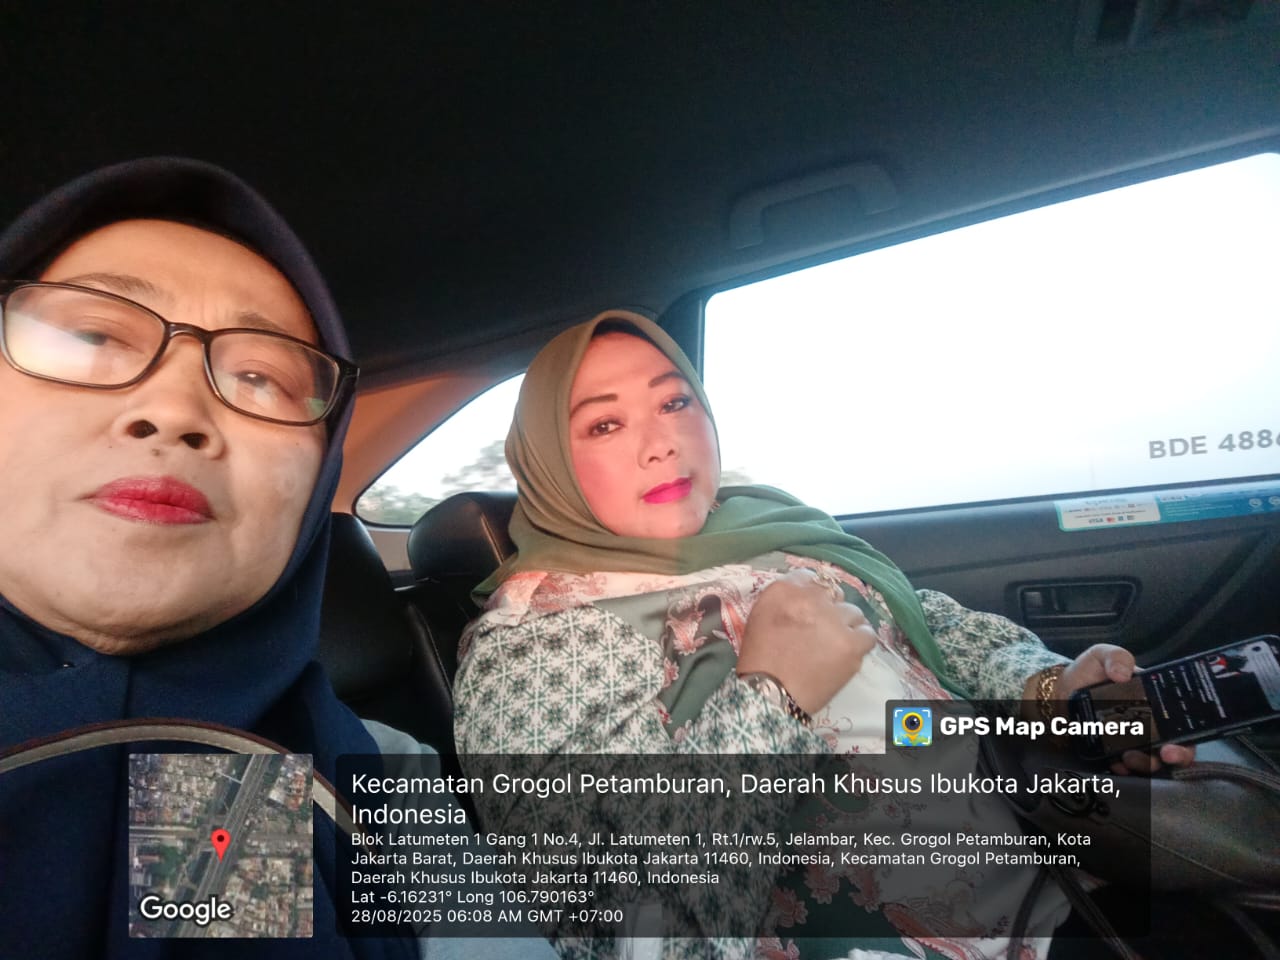 BDE 488
VISA
GPS Map Camera
Kecamatan Grogol Petamburan, Daerah Khusus Ibukota Jakarta,
Indonesia
Blok Latumeten 1 Gang 1 No.4, Jl. Latumeten 1, Rt.1/rw.5, Jelambar, Kec. Grogol Petamburan, Kota
Jakarta Barat, Daerah Khusus Ibukota Jakarta 11460, Indonesia, Kecamatan Grogol Petamburan,
Daerah Khusus Ibukota Jakarta 11460, Indonesia
Lat -6.16231° Long 106.790163°
28/08/2025 06:08 AM GMT +07:00
Google